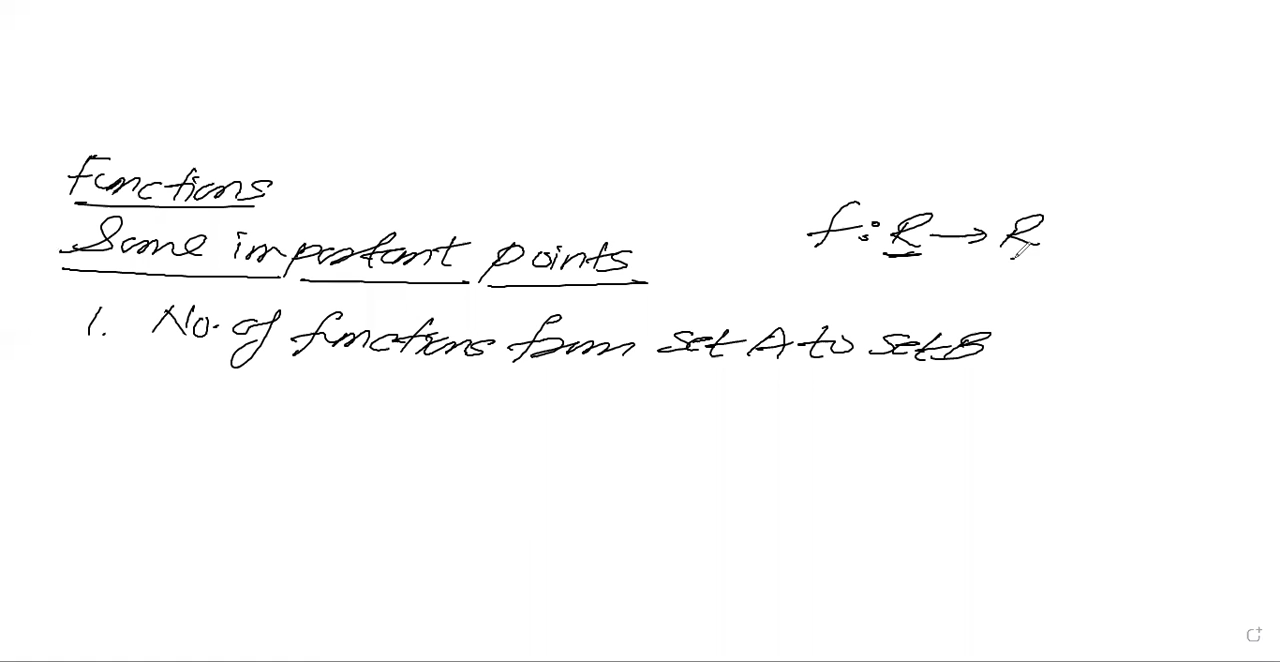 Functions
Some important points
f: R → R
1. No. of functions from set A to set B